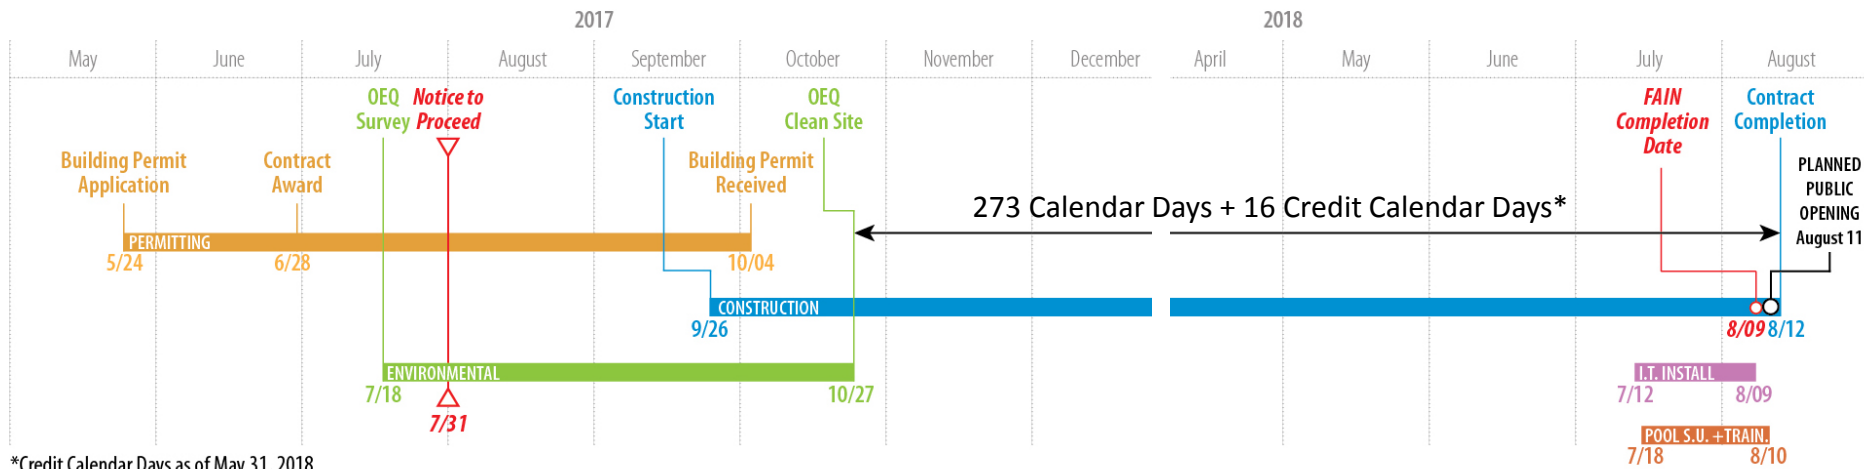 2017
2018
May
June
July
August
September
October
November
December
April
May
June
July
August
OEQ
Survey
Notice to
Proceed
Construction
Start
OEQ
Clean Site
FAIN
Completion
Date
Contract
Completion
Building Permit
Application
Contract
Award
Building Permit
Received
PLANNED
PUBLIC
OPENING
August 11
273 Calendar Days + 16 Credit Calendar Days*
PERMITTING
5/24
6/28
10/04
CONSTRUCTION
9/26
8/09
8/12
ENVIRONMENTAL
7/18
10/27
7/31
I.T. INSTALL
7/12
8/09
POOL S.U. +TRAIN.
7/18
8/10
*Credit Calendar Days as of May 31, 2018